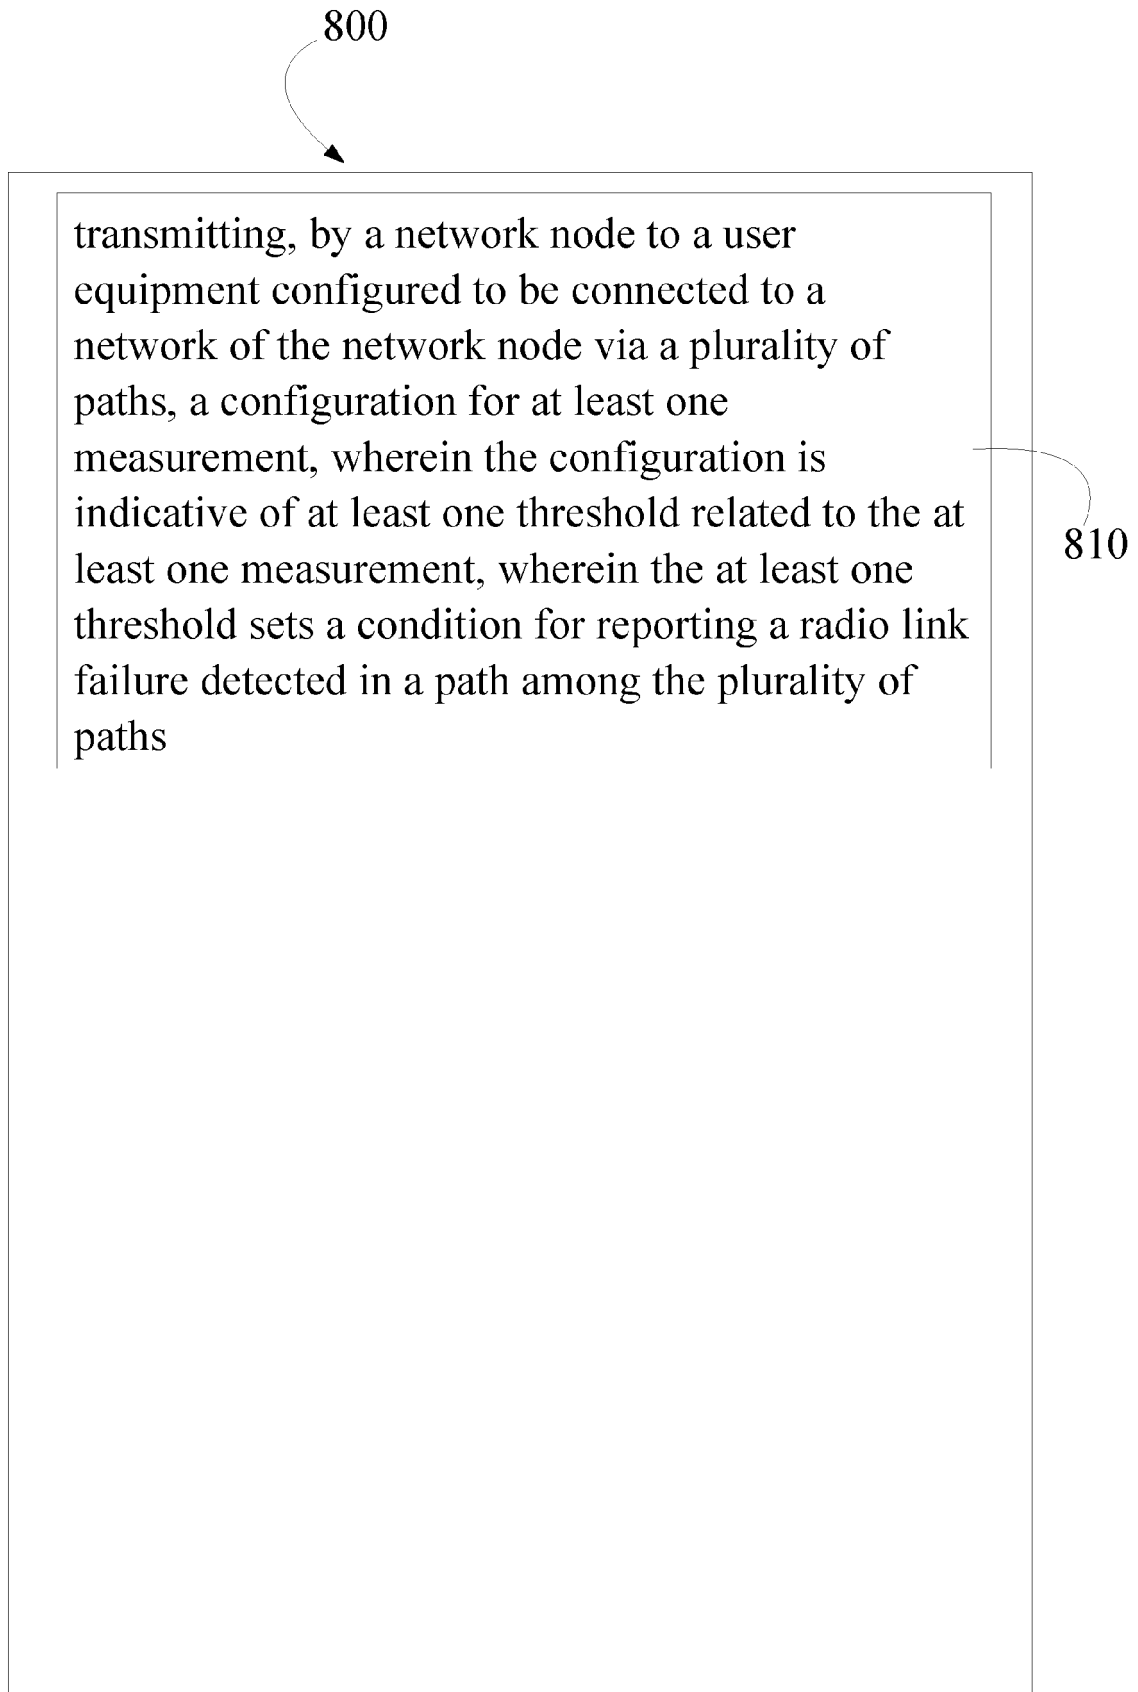 800
transmitting, by a network node to a user
equipment configured to be connected to a
network of the network node via a plurality of
paths, a configuration for at least one
measurement, wherein the configuration is
indicative of at least one threshold related to the at
least one measurement, wherein the at least one
threshold sets a condition for reporting a radio link
failure detected in a path among the plurality of
paths
810